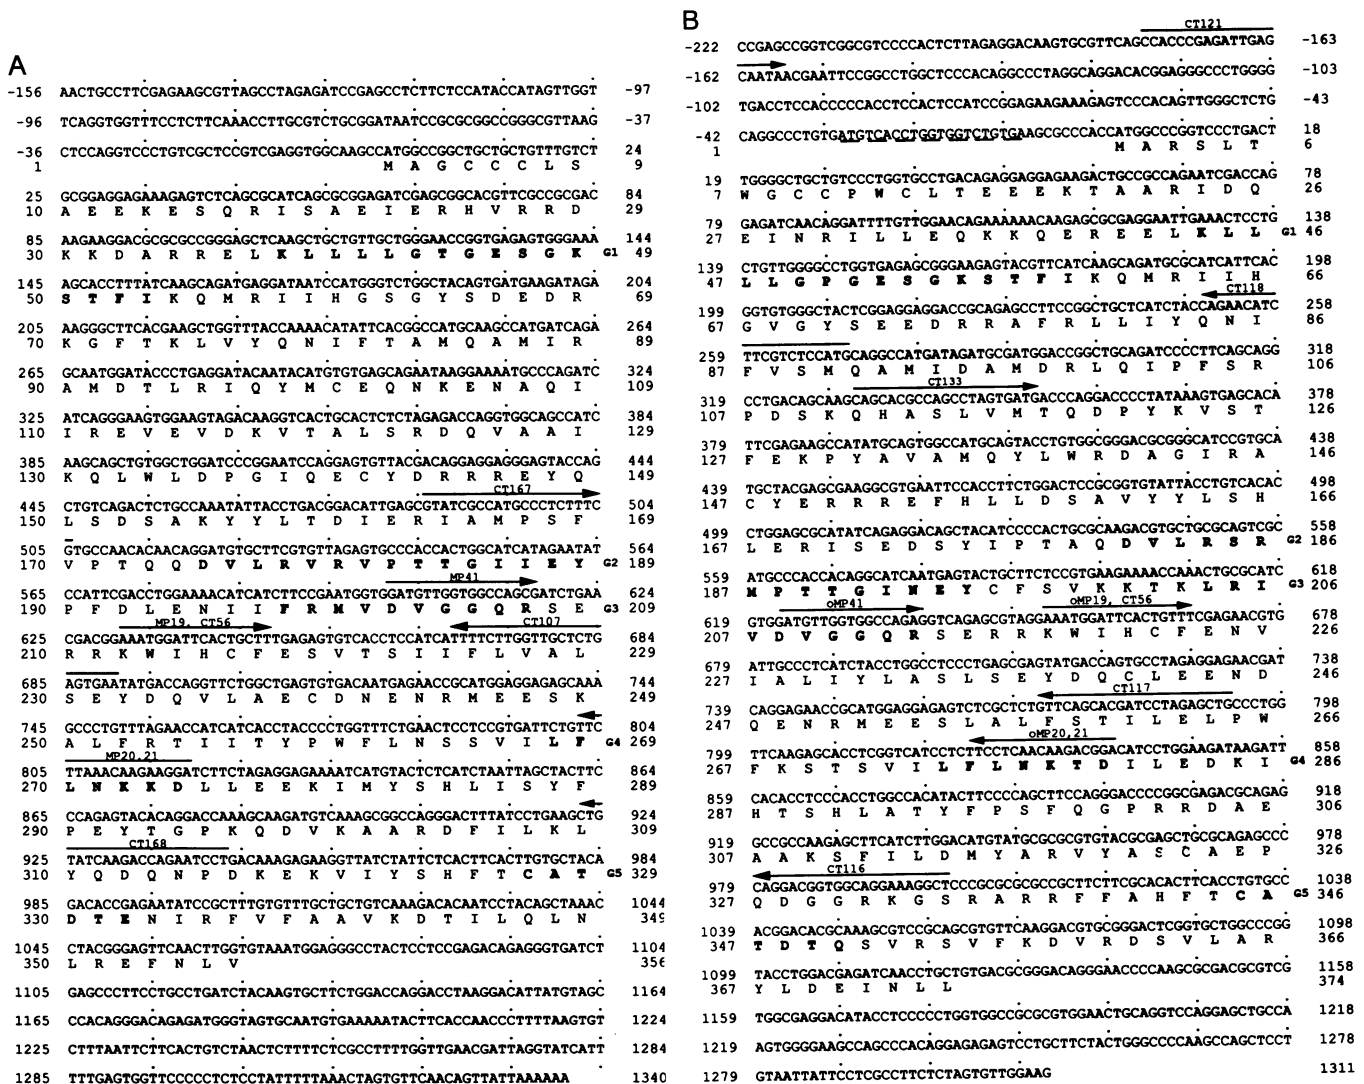 A
-156 AACTGCCTTCGAGAAGCGTTAGCCTAGAGATCCGAGCCTCTTCTCCATACCATAGTTGGT -97
-96 TCAGGTGGTTTCCTCTTCAAACCTTGCGTCTGCGGATAATCCGCGCGGCCGGGCGTTAAG -37
-36 CTCCAGGTCCCTGTCGCTCCGTCGAGGTGGCAAGCCATGGCCGGCTGCTGCTGTTTGTCT 24
1 M A G C C C L S 9
25 GCGGAGGAGAAAGAGTCTCAGCGCATCAGCGCGGAGATCGAGCGGCACGTTCGCCGCGAC 84
10 A E E K E S Q R I S A E I E R H V R R D 29
85 AAGAAGGACGCGCGCCGGGAGCTCAAGCTGCTGTTGCTGGGAACCGGTGAGAGTGGGAAA 144
30 K K D A R R E L K L L L L G T G E S G K G1 49
145 AGCACCTTTATCAAGCAGATGAGGATAATCCATGGGTCTGGCTACAGTGATGAAGATAGA 204
50 S T F I K Q M R I I H G S G Y S D E D R 69
205 AAGGGCTTCACGAAGCTGGTTTACCAAAACATATTCACGGCCATGCAAGCCATGATCAGA 264
70 K G F T K L V Y Q N I F T A M Q A M I R 89
265 GCAATGGATACCCTGAGGATACAATACATGTGTGAGCAGAATAAGGAAAATGCCCAGATC 324
90 A M D T L R I Q Y M C E Q N K E N A Q I 109
325 ATCAGGGAAGTGGAAGTAGACAAGGTCACTGCACTCTCTAGAGACCAGGTGGCAGCCATC 384
110 I R E V E V D K V T A L S R D Q V A A I 129
385 AAGCAGCTGTGGCTGGATCCCGGAATCCAGGAGTGTTACGACAGGAGGAGGGAGTACCAG 444
130 K Q L W L D P G I Q E C Y D R R R E Y Q 149
CT167
445 CTGTCAGACTCTGCCAAATATTACCTGACGGACATTGAGCGTATCGCCATGCCCTCTTTC 504
150 L S D S A K Y Y L T D I E R I A M P S F 169
505 GTGCCAACACAACAGGATGTGCTTCGTGTTAGAGTGCCCACCACTGGCATCATAGAATAT 564
170 V P T Q Q D V L R V R V P T T G I I E Y G2 189
MP41
565 CCATTCGACCTGGAAAACATCATCTTCCGAATGGTGGATGTTGGTGGCCAGCGATCTGAA 624
190 P F D L E N I I F R M V D V G G Q R S E G3 209
MP19, CT56 CT107
625 CGACGGAAATGGATTCACTGCTTTGAGAGTGTCACCTCCATCATTTTCTTGGTTGCTCTG 684
210 R R K W I H C F E S V T S I I F L V A L 229
685 AGTGAATATGACCAGGTTCTGGCTGAGTGTGACAATGAGAACCGCATGGAGGAGAGCAAA 744
230 S E Y D Q V L A E C D N E N R M E E S K 249
745 GCCCTGTTTAGAACCATCATCACCTACCCCTGGTTTCTGAACTCCTCCGTGATTCTGTTC 804
250 A L F R T I I T Y P W F L N S S V I L F G4 269
MP20,21
805 TTAAACAAGAAGGATCTTCTAGAGGAGAAAATCATGTACTCTCATCTAATTAGCTACTTC 864
270 L N K K D L L E E K I M Y S H L I S Y F 289
865 CCAGAGTACACAGGACCAAAGCAAGATGTCAAAGCGGCCAGGGACTTTATCCTGAAGCTG 924
290 P E Y T G P K Q D V K A A R D F I L K L 309
CT168
925 TATCAAGACCAGAATCCTGACAAAGAGAAGGTTATCTATTCTCACTTCACTTGTGCTACA 984
310 Y Q D Q N P D K E K V I Y S H F T C A T G5 329
985 GACACCGAGAATATCCGCTTTGTGTTTGCTGCTGTCAAAGACACAATCCTACAGCTAAAC 1044
330 D T E N I R F V F A A V K D T I L Q L N 349
1045 CTACGGGAGTTCAACTTGGTGTAAATGGAGGGCCTACTCCTCCGAGACAGAGGGTGATCT 1104
350 L R E F N L V 356
1105 GAGCCCTTCCTGCCTGATCTACAAGTGCTTCTGGACCAGGACCTAAGGACATTATGTAGC 1164
1165 CCACAGGGACAGAGATGGGTAGTGCAATGTGAAAAATACTTCACCAACCCTTTTAAGTGT 1224
1225 CTTTAATTCTTCACTGTCTAACTCTTTTCTCGCCTTTTGGTTGAACGATTAGGTATCATT 1284
1285 TTTGAGTGGTTCCCCCTCTCCTATTTTTAAACTAGTGTTCAACAGTTATTAAAAAA 1340
B
CT121
-222 CCGAGCCGGTCGGCGTCCCCACTCTTAGAGGACAAGTGCGTTCAGCCACCCGAGATTGAG -163
-162 CAATAACGAATTCCGGCCTGGCTCCCACAGGCCCTAGGCAGGACACGGAGGGCCCTGGGG -103
-102 TGACCTCCACCCCCACCTCCACTCCATCCGGAGAAGAAAGAGTCCCACAGTTGGGCTCTG -43
-42 CAGGCCCTGTGATGTCACCTGGTGGTCTGTGAAGCGCCCACCATGGCCCGGTCCCTGACT 18
1 M A R S L T 6
19 TGGGGCTGCTGTCCCTGGTGCCTGACAGAGGAGGAGAAGACTGCCGCCAGAATCGACCAG 78
7 W G C C P W C L T E E E K T A A R I D Q 26
79 GAGATCAACAGGATTTTGTTGGAACAGAAAAAACAAGAGCGCGAGGAATTGAAACTCCTG 138
27 E I N R I L L E Q K K Q E R E E L K L L G1 46
139 CTGTTGGGGCCTGGTGAGAGCGGGAAGAGTACGTTCATCAAGCAGATGCGCATCATTCAC 198
47 L L G P G E S G K S T F I K Q M R I I H 66
CT118
199 GGTGTGGGCTACTCGGAGGAGGACCGCAGAGCCTTCCGGCTGCTCATCTACCAGAACATC 258
67 G V G Y S E E D R R A F R L L I Y Q N I 86
259 TTCGTCTCCATGCAGGCCATGATAGATGCGATGGACCGGCTGCAGATCCCCTTCAGCAGG 318
87 F V S M Q A M I D A M D R L Q I P F S R 106
CT133
319 CCTGACAGCAAGCAGCACGCCAGCCTAGTGATGACCCAGGACCCCTATAAAGTGAGCACA 378
107 P D S K Q H A S L V M T Q D P Y K V S T 126
379 TTCGAGAAGCCATATGCAGTGGCCATGCAGTACCTGTGGCGGGACGCGGGCATCCGTGCA 438
127 F E K P Y A V A M Q Y L W R D A G I R A 146
439 TGCTACGAGCGAAGGCGTGAATTCCACCTTCTGGACTCCGCGGTGTATTACCTGTCACAC 498
147 C Y E R R R E F H L L D S A V Y Y L S H 166
499 CTGGAGCGCATATCAGAGGACAGCTACATCCCCACTGCGCAAGACGTGCTGCGCAGTCGC 558
167 L E R I S E D S Y I P T A Q D V L R S R G2 186
559 ATGCCCACCACAGGCATCAATGAGTACTGCTTCTCCGTGAAGAAAACCAAACTGCGCATC 618
187 M P T T G I N E Y C F S V K K T K L R I G3 206
oMP41 oMP19, CT56
619 GTGGATGTTGGTGGCCAGAGGTCAGAGCGTAGGAAATGGATTCACTGTTTCGAGAACGTG 678
207 V D V G G Q R S E R R K W I H C F E N V 226
679 ATTGCCCTCATCTACCTGGCCTCCCTGAGCGAGTATGACCAGTGCCTAGAGGAGAACGAT 738
227 I A L I Y L A S L S E Y D Q C L E E N D 246
CT117
739 CAGGAGAACCGCATGGAGGAGAGTCTCGCTCTGTTCAGCACGATCCTAGAGCTGCCCTGG 798
247 Q E N R M E E S L A L F S T I L E L P W 266
oMP20,21
799 TTCAAGAGCACCTCGGTCATCCTCTTCCTCAACAAGACGGACATCCTGGAAGATAAGATT 858
267 F K S T S V I L F L N K T D I L E D K I G4 286
859 CACACCTCCCACCTGGCCACATACTTCCCCAGCTTCCAGGGACCCCGGCGAGACGCAGAG 918
287 H T S H L A T Y F P S F Q G P R R D A E 306
919 GCCGCCAAGAGCTTCATCTTGGACATGTATGCGCGCGTGTACGCGAGCTGCGCAGAGCCC 978
307 A A K S F I L D M Y A R V Y A S C A E P 326
CT116
979 CAGGACGGTGGCAGGAAAGGCTCCCGCGCGCGCCGCTTCTTCGCACACTTCACCTGTGCC 1038
327 Q D G G R K G S R A R R F F A H F T C A G5 346
1039 ACGGACACGCAAAGCGTCCGCAGCGTGTTCAAGGACGTGCGGGACTCGGTGCTGGCCCGG 1098
347 T D T Q S V R S V F K D V R D S V L A R 366
1099 TACCTGGACGAGATCAACCTGCTGTGACGCGGGACAGGGAACCCCAAGCGCGACGCGTCG 1158
367 Y L D E I N L L 374
1159 TGGCGAGGACATACCTCCCCCTGGTGGCCGCGCGTGGAACTGCAGGTCCAGGAGCTGCCA 1218
1219 AGTGGGGAAGCCAGCCCACAGGAGAGAGTCCTGCTTCTACTGGGCCCCAAGCCAGCTCCT 1278
1279 GTAATTATTCCTCGCCTTCTCTAGTGTTGGAAG 1311